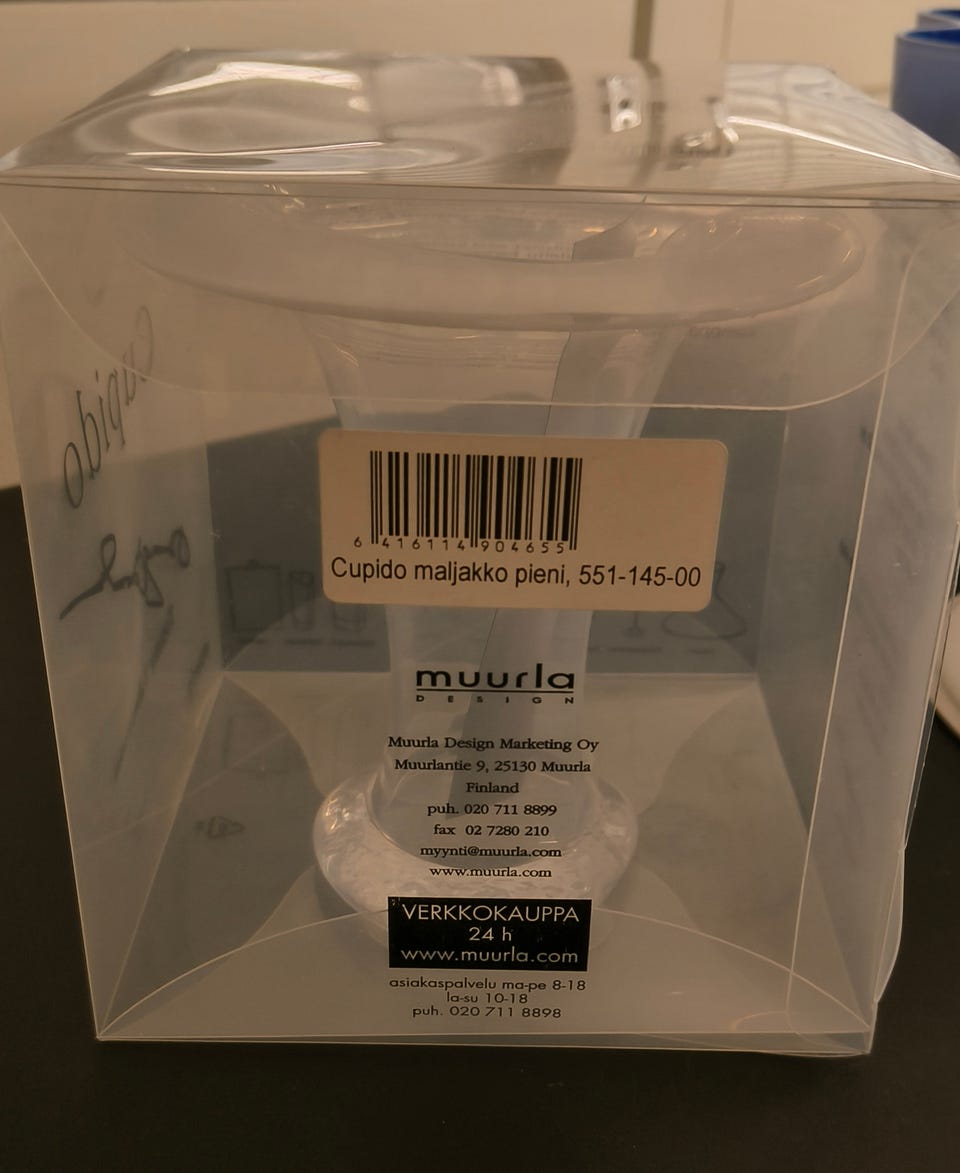 Cupido
6 416114 904655
Cupido maljakko pieni, 551-145-00
muurla
DESIGN
Muurla Design Marketing Oy
Muurlantie 9, 25130 Muurla
Finland
puh. 020 711 8899
fax 02 7280 210
myynti@muurla.com
www.muurla.com
VERKKOKAUPPA
24 h
www.muurla.com
asiakaspalvelu ma-pe 8-18
la-su 10-18
puh. 020 711 8898